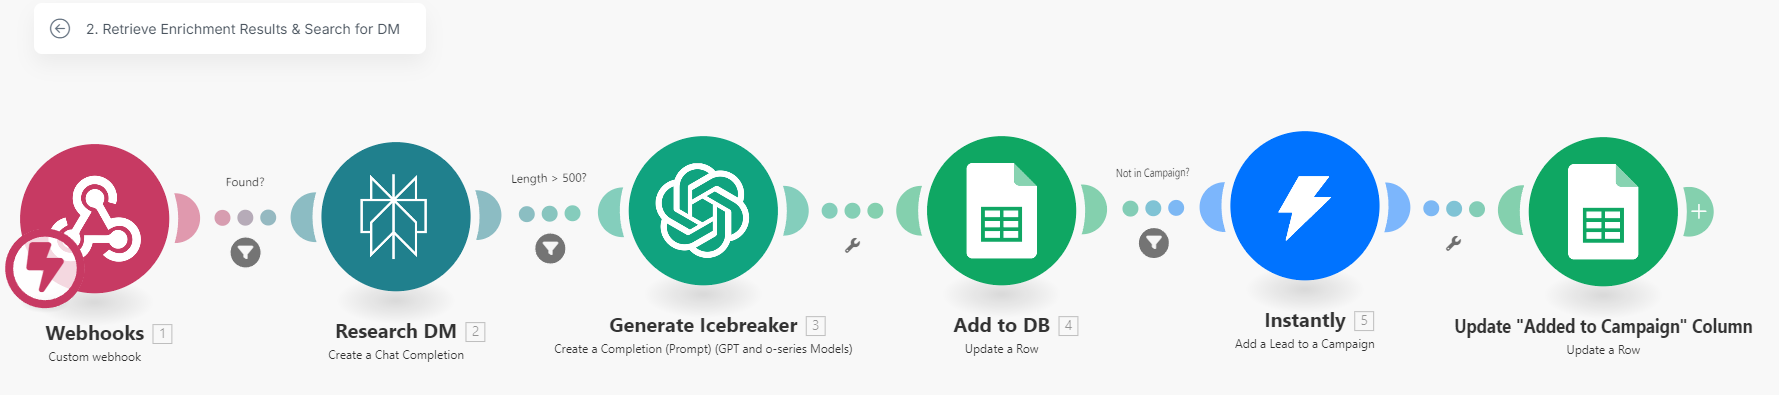 2. Retrieve Enrichment Results & Search for DM
Found?
Length > 500?
Not in Campaign?
Webhooks 1
Custom webhook
Research DM 2
Create a Chat Completion
Generate Icebreaker 3
Create a Completion (Prompt) (GPT and o-series Models)
Add to DB 4
Update a Row
Instantly 5
Add a Lead to a Campaign
Update "Added to Campaign" Column
Update a Row